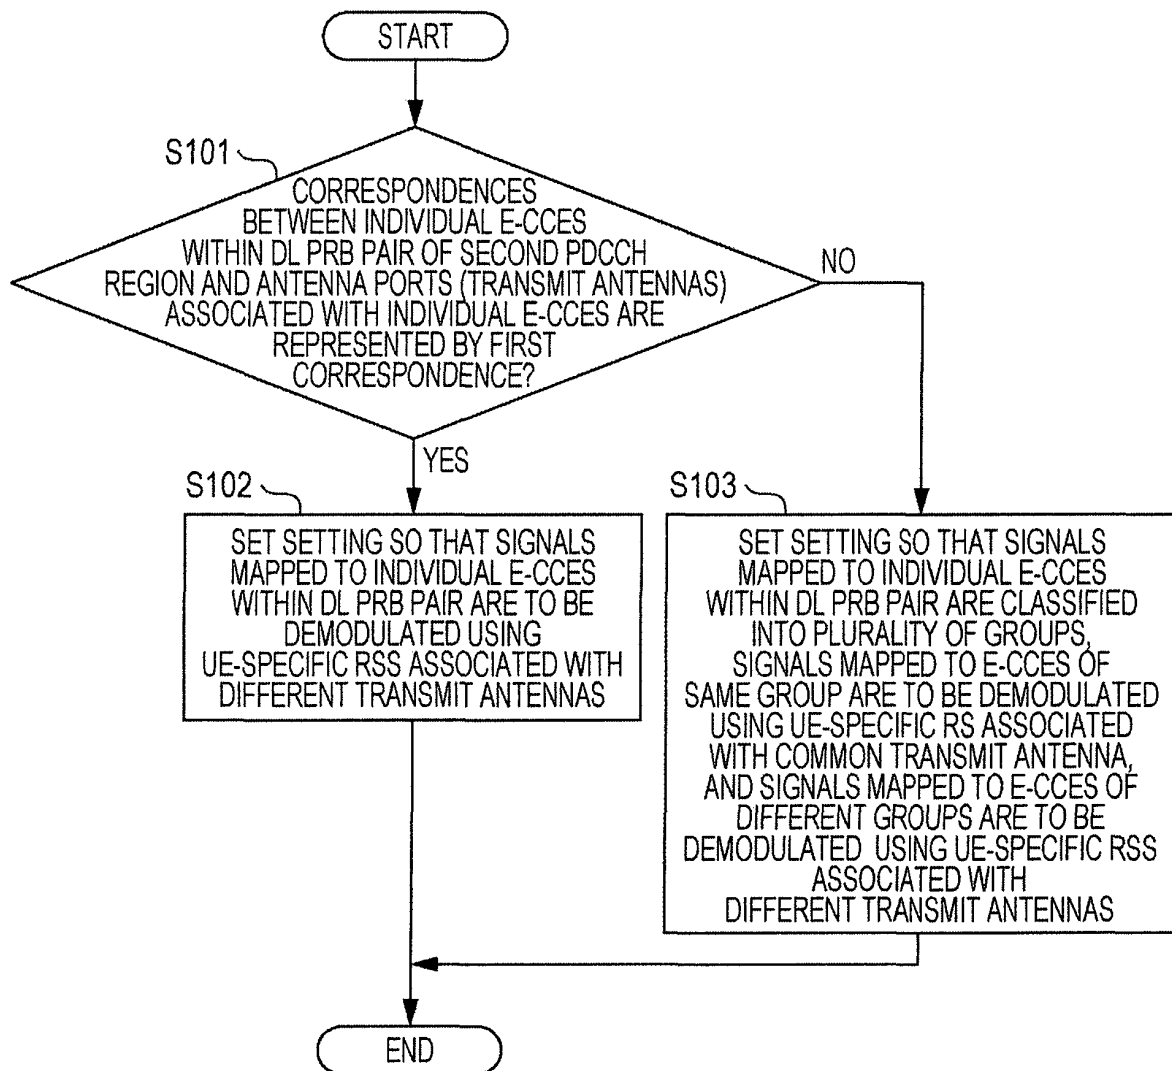 START
S101
CORRESPONDENCES
BETWEEN INDIVIDUAL E-CCES
WITHIN DL PRB PAIR OF SECOND PDCCH
REGION AND ANTENNA PORTS (TRANSMIT ANTENNAS)
ASSOCIATED WITH INDIVIDUAL E-CCES ARE
REPRESENTED BY FIRST
CORRESPONDENCE?
NO
YES
S102
SET SETTING SO THAT SIGNALS
MAPPED TO INDIVIDUAL E-CCES
WITHIN DL PRB PAIR ARE TO BE
DEMODULATED USING
UE-SPECIFIC RSS ASSOCIATED WITH
DIFFERENT TRANSMIT ANTENNAS
S103
SET SETTING SO THAT SIGNALS
MAPPED TO INDIVIDUAL E-CCES
WITHIN DL PRB PAIR ARE CLASSIFIED
INTO PLURALITY OF GROUPS,
SIGNALS MAPPED TO E-CCES OF
SAME GROUP ARE TO BE DEMODULATED
USING UE-SPECIFIC RS ASSOCIATED
WITH COMMON TRANSMIT ANTENNA,
AND SIGNALS MAPPED TO E-CCES OF
DIFFERENT GROUPS ARE TO BE
DEMODULATED USING UE-SPECIFIC RSS
ASSOCIATED WITH
DIFFERENT TRANSMIT ANTENNAS
END